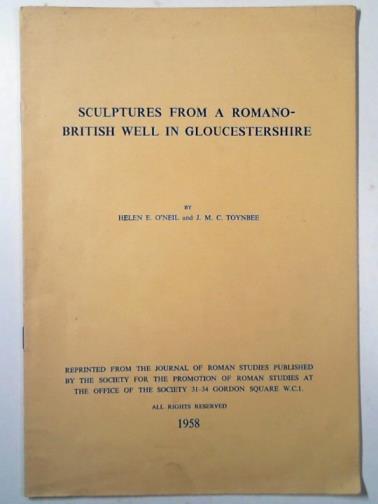 SCULPTURES FROM A ROMANO-
BRITISH WELL IN GLOUCESTERSHIRE
BY
HELEN E. O'NEIL and J. M. C. TOYNBEE
REPRINTED FROM THE JOURNAL OF ROMAN STUDIES PUBLISHED
BY THE SOCIETY FOR THE PROMOTION OF ROMAN STUDIES AT
THE OFFICE OF THE SOCIETY 31-34 GORDON SQUARE W.C.1.
ALL RIGHTS RESERVED
1958